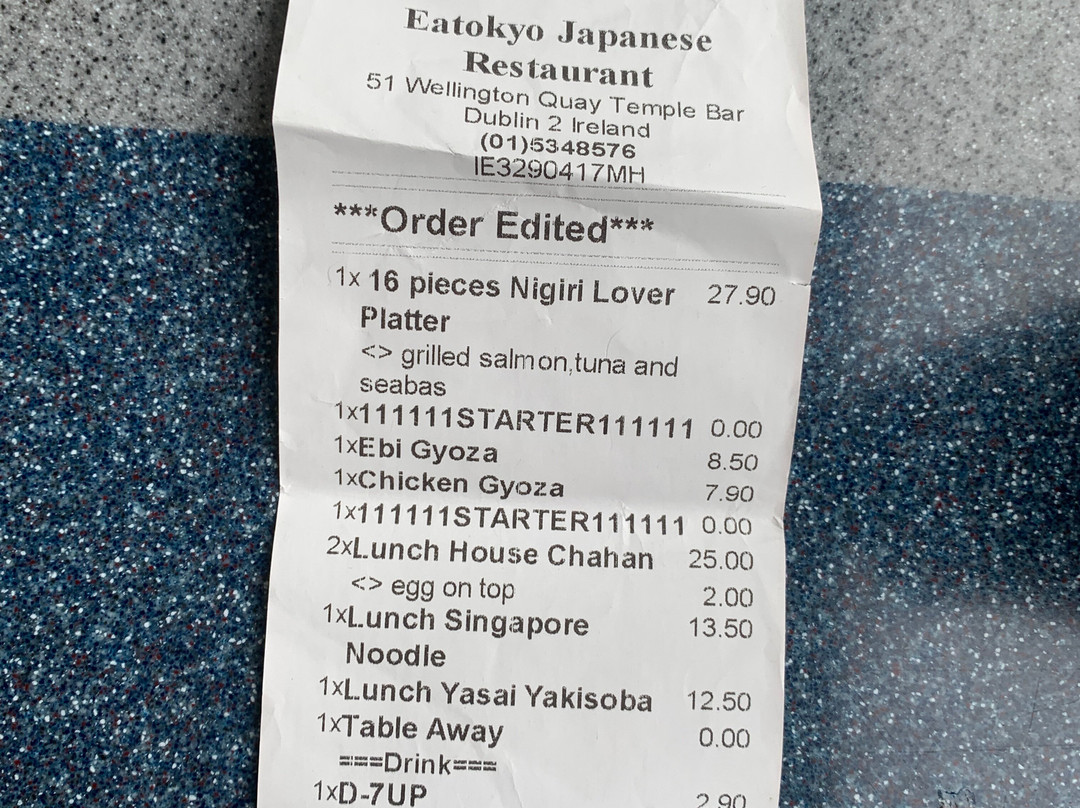 Eatokyo Japanese
Restaurant
51 Wellington Quay Temple Bar
Dublin 2 Ireland
(01)5348576
IE3290417MH
***Order Edited***
1x 16 pieces Nigiri Lover 27.90
Platter
<> grilled salmon,tuna and
seabas
1x111111STARTER111111 0.00
1xEbi Gyoza 8.50
1xChicken Gyoza 7.90
1x111111STARTER111111 0.00
2xLunch House Chahan 25.00
<> egg on top 2.00
1xLunch Singapore 13.50
Noodle
1xLunch Yasai Yakisoba 12.50
1xTable Away 0.00
===Drink===
1xD-7UP 2.90